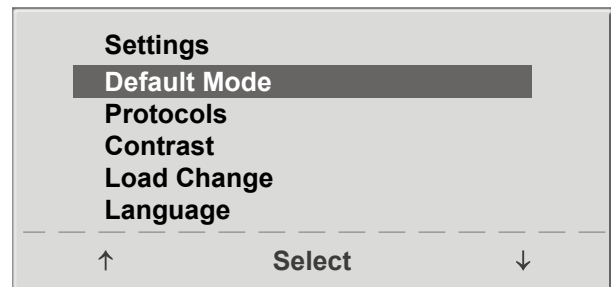 Settings
Default Mode
Protocols
Contrast
Load Change
Language
↑ Select ↓